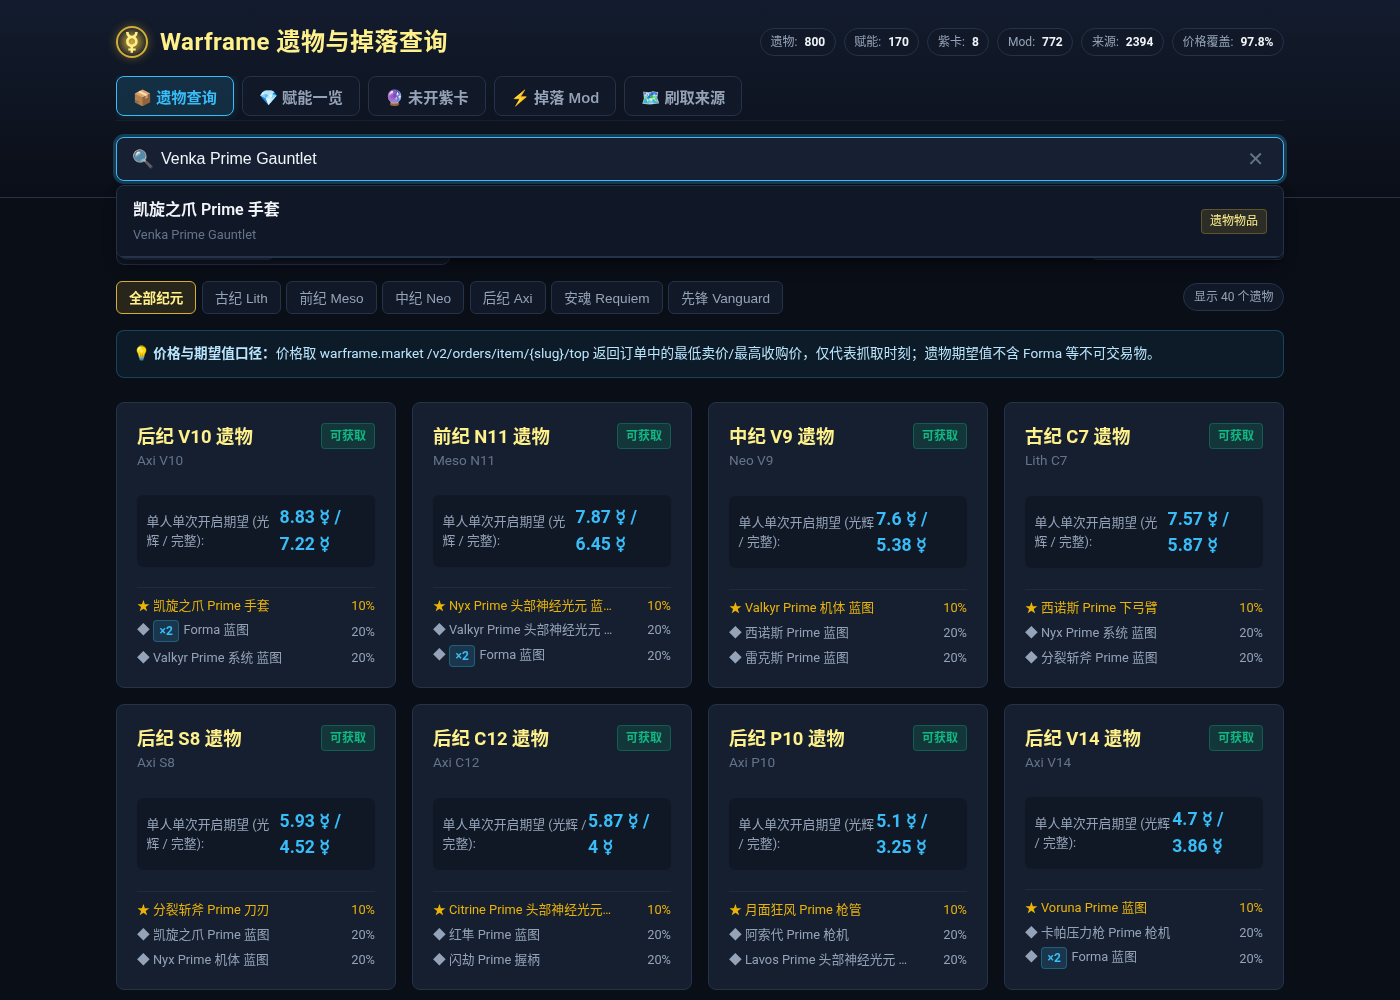 Warframe 遗物与掉落查询
遗物: 800
赋能: 170
紫卡: 8
Mod: 772
来源: 2394
价格覆盖: 97.8%
📦 遗物查询
💎 赋能一览
🔮 未开紫卡
⚡ 掉落 Mod
🗺️ 刷取来源
🔍 Venka Prime Gauntlet ✕
凯旋之爪 Prime 手套
Venka Prime Gauntlet
遗物物品
全部纪元
古纪 Lith
前纪 Meso
中纪 Neo
后纪 Axi
安魂 Requiem
先锋 Vanguard
显示 40 个遗物
💡 价格与期望值口径：价格取 warframe.market /v2/orders/item/{slug}/top 返回订单中的最低卖价/最高收购价，仅代表抓取时刻；遗物期望值不含 Forma 等不可交易物。
后纪 V10 遗物 可获取
Axi V10
单人单次开启期望 (光
辉 / 完整):
8.83 ☿ /
7.22 ☿
★ 凯旋之爪 Prime 手套 10%
◆ ×2 Forma 蓝图 20%
◆ Valkyr Prime 系统 蓝图 20%
前纪 N11 遗物 可获取
Meso N11
单人单次开启期望 (光
辉 / 完整):
7.87 ☿ /
6.45 ☿
★ Nyx Prime 头部神经光元 蓝... 10%
◆ Valkyr Prime 头部神经光元 ... 20%
◆ ×2 Forma 蓝图 20%
中纪 V9 遗物 可获取
Neo V9
单人单次开启期望 (光辉
/ 完整):
7.6 ☿ /
5.38 ☿
★ Valkyr Prime 机体 蓝图 10%
◆ 西诺斯 Prime 蓝图 20%
◆ 雷克斯 Prime 蓝图 20%
古纪 C7 遗物 可获取
Lith C7
单人单次开启期望 (光
辉 / 完整):
7.57 ☿ /
5.87 ☿
★ 西诺斯 Prime 下弓臂 10%
◆ Nyx Prime 系统 蓝图 20%
◆ 分裂斩斧 Prime 蓝图 20%
后纪 S8 遗物 可获取
Axi S8
单人单次开启期望 (光
辉 / 完整):
5.93 ☿ /
4.52 ☿
★ 分裂斩斧 Prime 刀刃 10%
◆ 凯旋之爪 Prime 蓝图 20%
◆ Nyx Prime 机体 蓝图 20%
后纪 C12 遗物 可获取
Axi C12
单人单次开启期望 (光辉 /
完整):
5.87 ☿ /
4 ☿
★ Citrine Prime 头部神经光元... 10%
◆ 红隼 Prime 蓝图 20%
◆ 闪劫 Prime 握柄 20%
后纪 P10 遗物 可获取
Axi P10
单人单次开启期望 (光辉
/ 完整):
5.1 ☿ /
3.25 ☿
★ 月面狂风 Prime 枪管 10%
◆ 阿索代 Prime 枪机 20%
◆ Lavos Prime 头部神经光元 ... 20%
后纪 V14 遗物 可获取
Axi V14
单人单次开启期望 (光辉
/ 完整):
4.7 ☿ /
3.86 ☿
★ Voruna Prime 蓝图 10%
◆ 卡帕压力枪 Prime 枪机 20%
◆ ×2 Forma 蓝图 20%